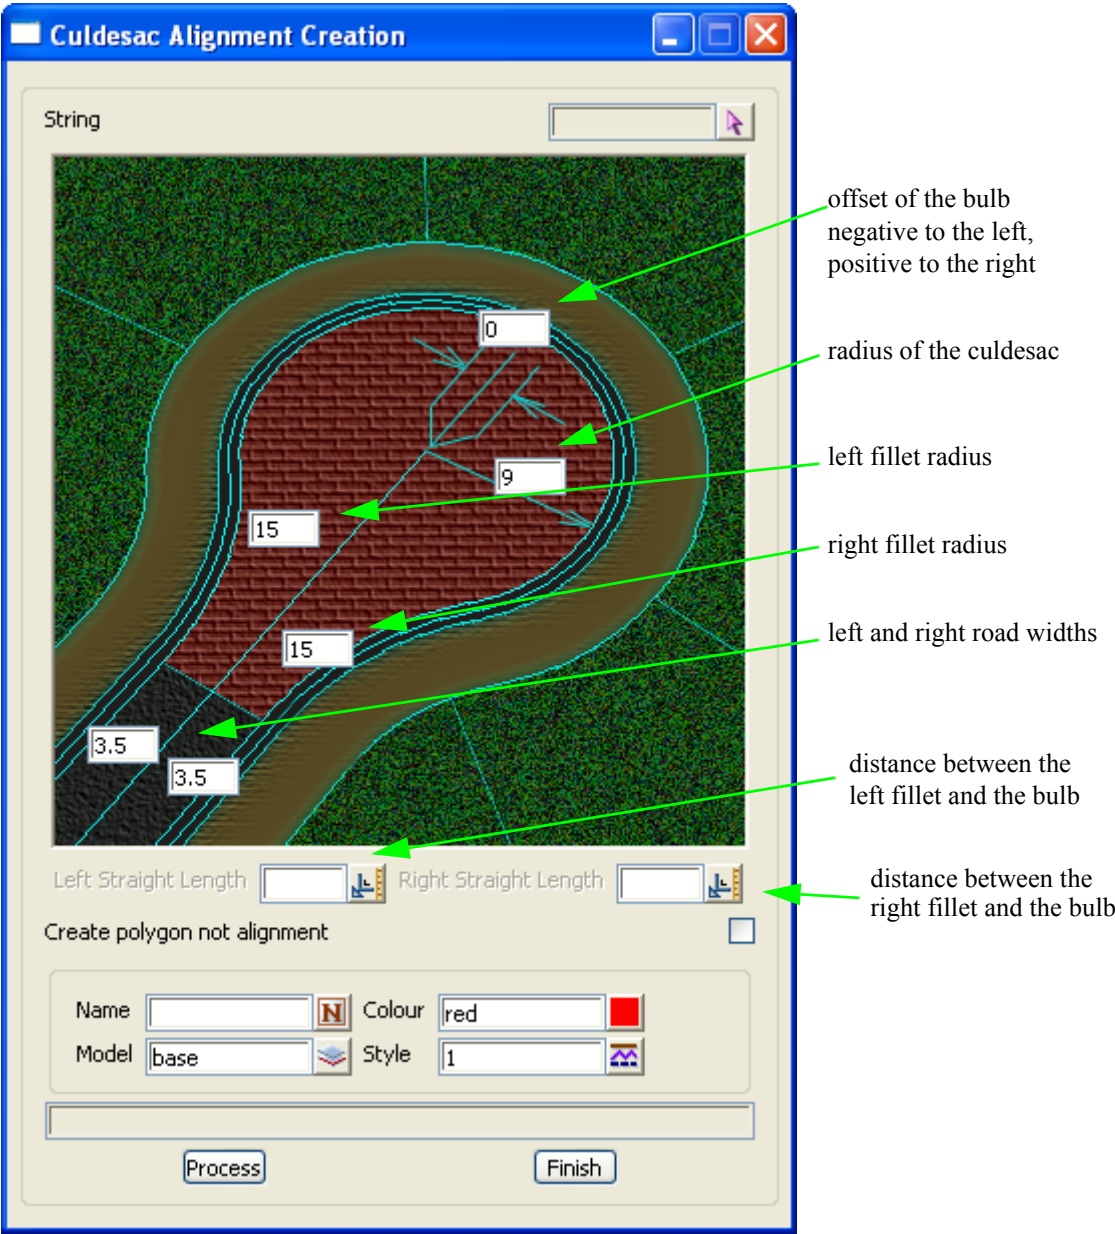 Culdesac Alignment Creation
String
offset of the bulb
negative to the left,
positive to the right
0
radius of the culdesac
9
left fillet radius
15
right fillet radius
15
left and right road widths
3.5
3.5
distance between the
left fillet and the bulb
Left Straight Length
Right Straight Length
distance between the
right fillet and the bulb
Create polygon not alignment
Name
N
Colour
red
Model
base
Style
1
Process
Finish